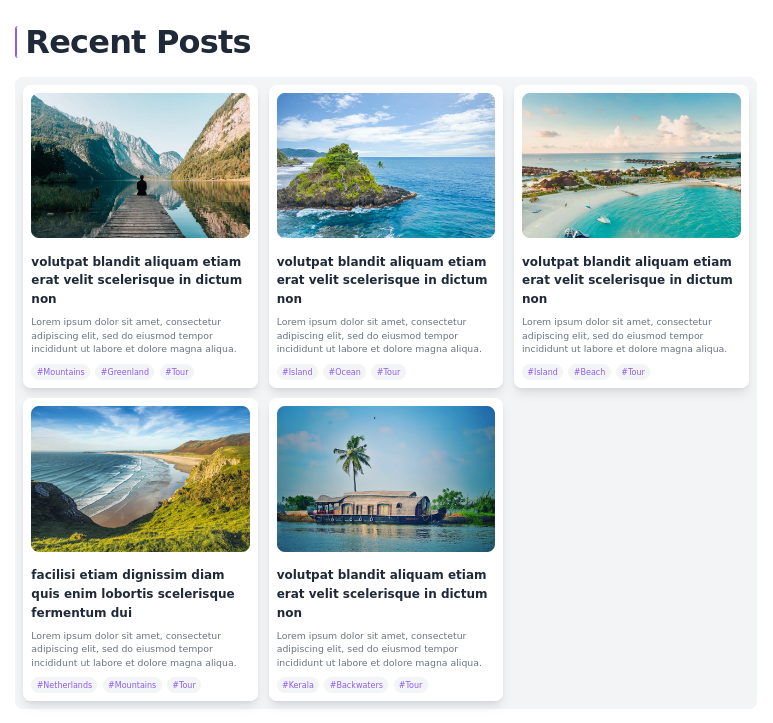 Recent Posts
volutpat blandit aliquam etiam
erat velit scelerisque in dictum
non
Lorem ipsum dolor sit amet, consectetur
adipiscing elit, sed do eiusmod tempor
incididunt ut labore et dolore magna aliqua.
#Mountains #Greenland #Tour
volutpat blandit aliquam etiam
erat velit scelerisque in dictum
non
Lorem ipsum dolor sit amet, consectetur
adipiscing elit, sed do eiusmod tempor
incididunt ut labore et dolore magna aliqua.
#Island #Ocean #Tour
volutpat blandit aliquam etiam
erat velit scelerisque in dictum
non
Lorem ipsum dolor sit amet, consectetur
adipiscing elit, sed do eiusmod tempor
incididunt ut labore et dolore magna aliqua.
#Island #Beach #Tour
facilisi etiam dignissim diam
quis enim lobortis scelerisque
fermentum dui
Lorem ipsum dolor sit amet, consectetur
adipiscing elit, sed do eiusmod tempor
incididunt ut labore et dolore magna aliqua.
#Netherlands #Mountains #Tour
volutpat blandit aliquam etiam
erat velit scelerisque in dictum
non
Lorem ipsum dolor sit amet, consectetur
adipiscing elit, sed do eiusmod tempor
incididunt ut labore et dolore magna aliqua.
#Kerala #Backwaters #Tour